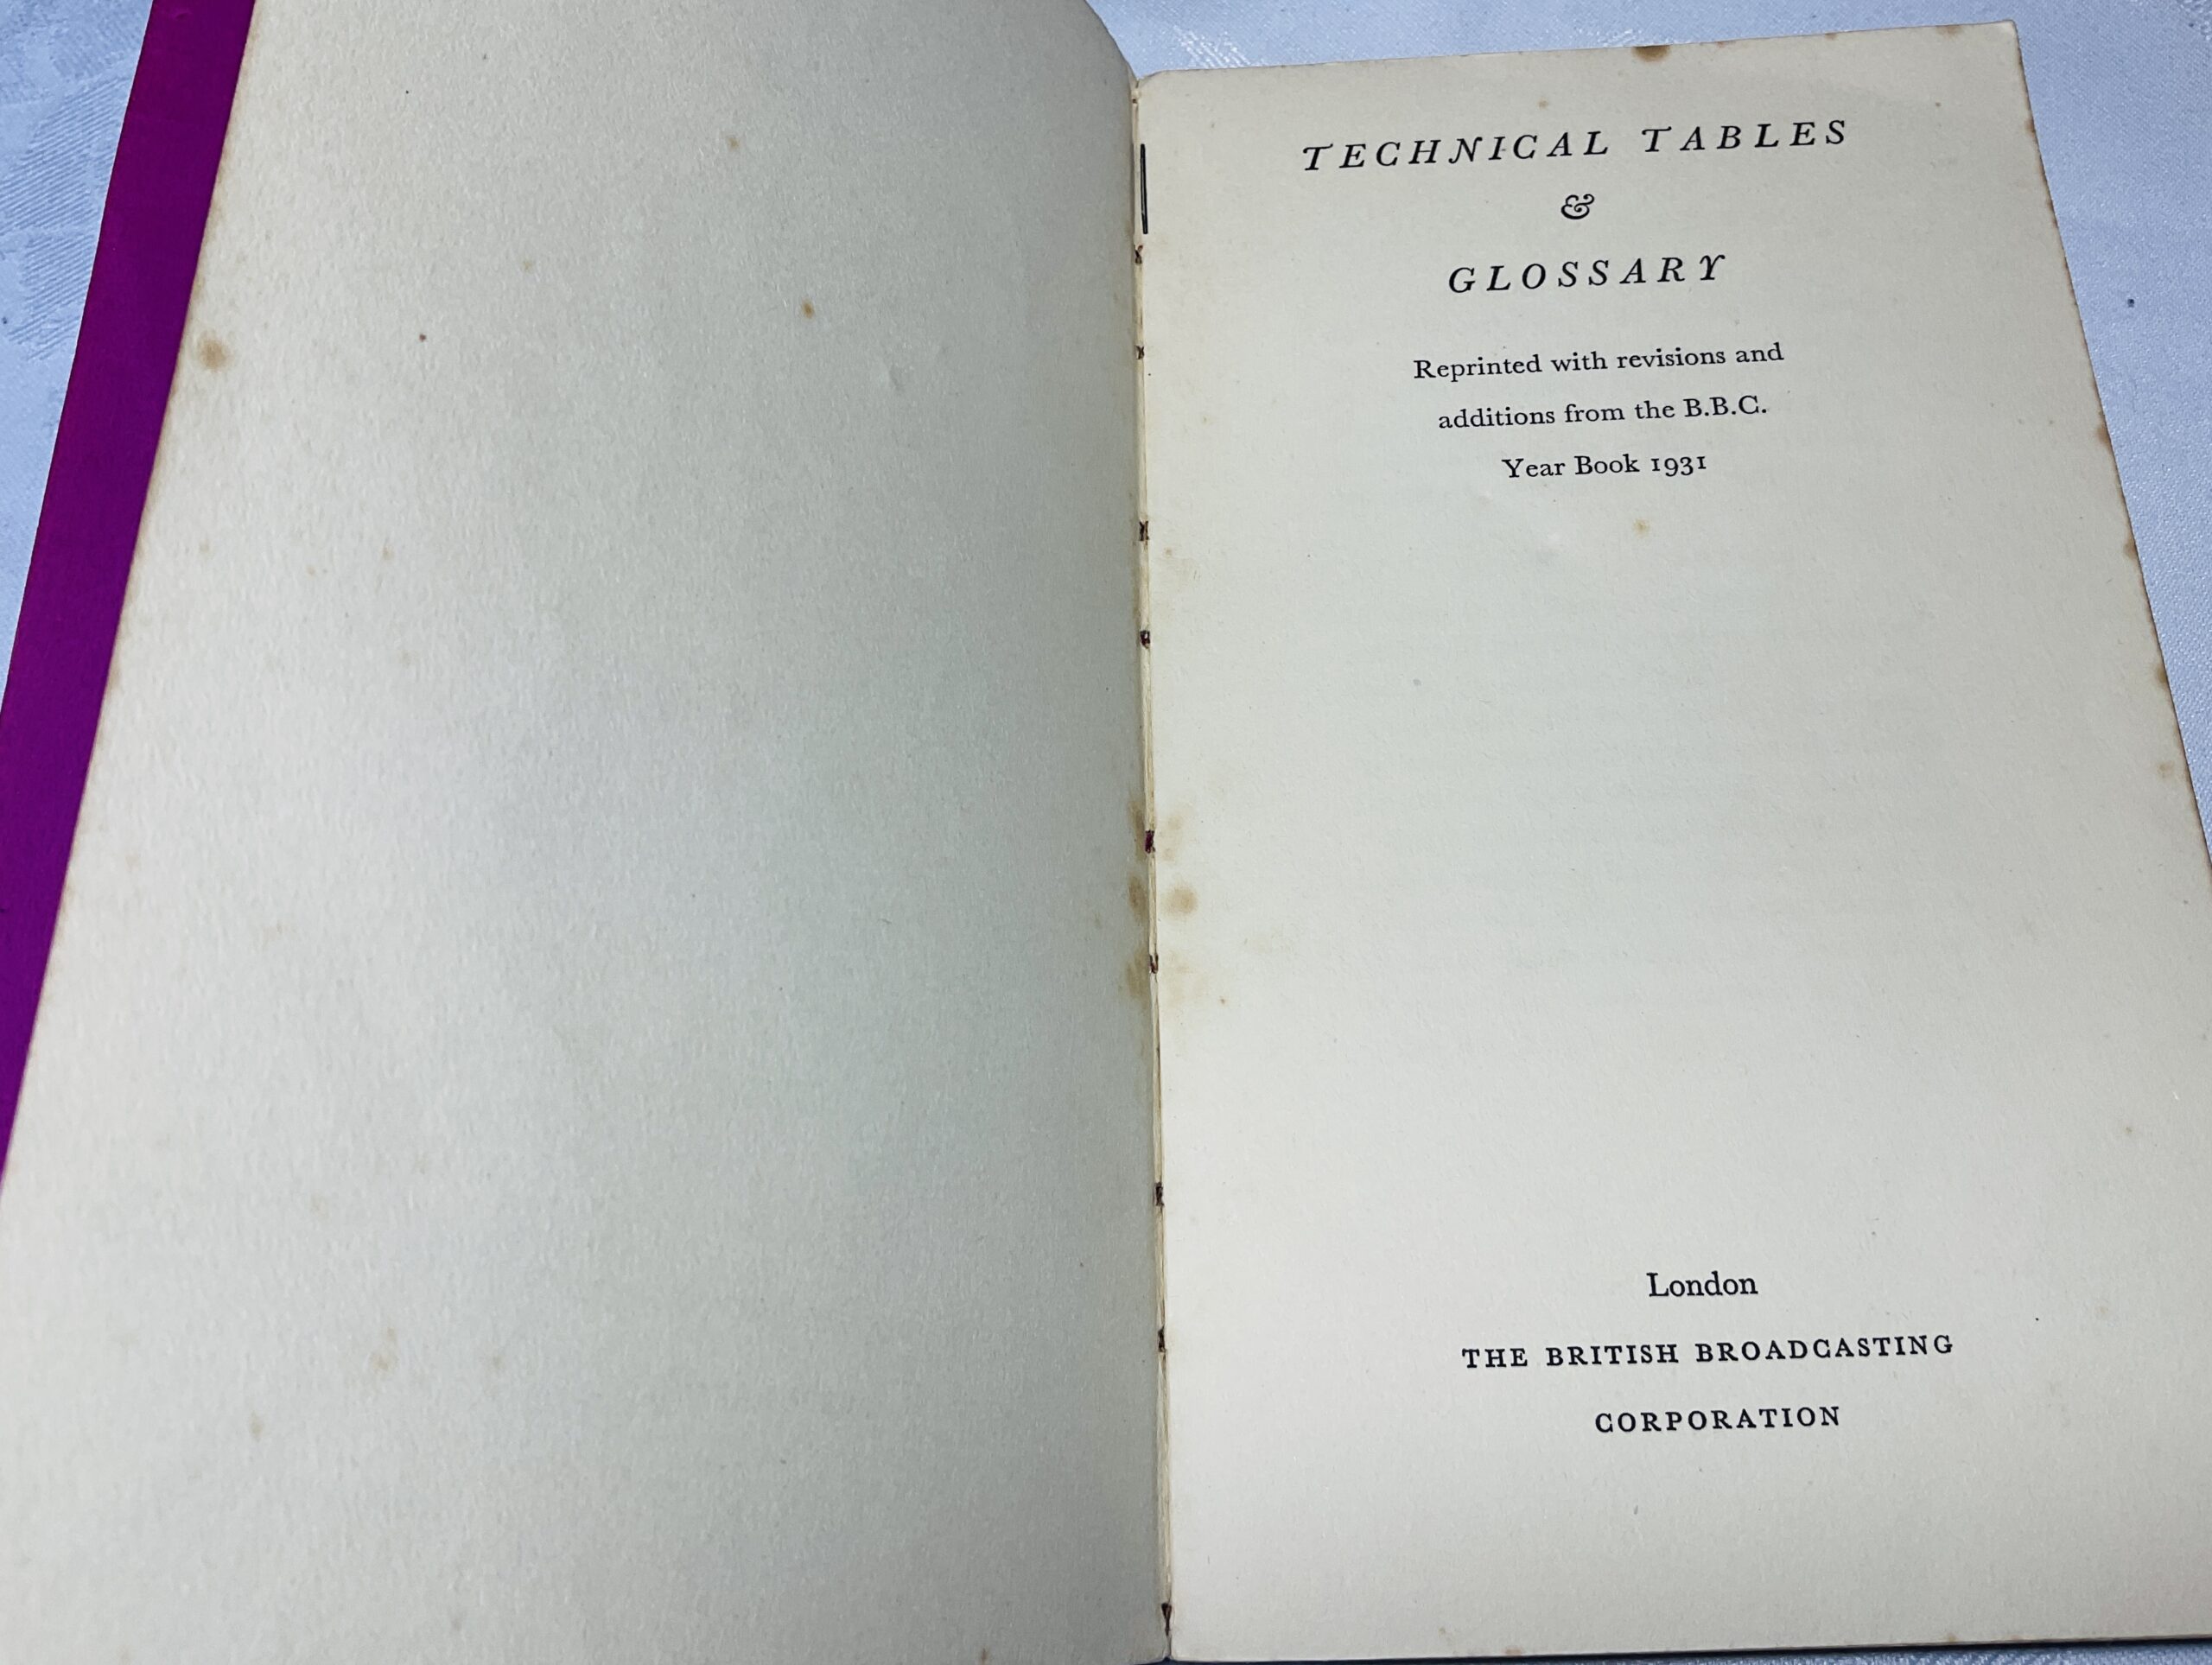 TECHNICAL TABLES
&
GLOSSARY
Reprinted with revisions and
additions from the B.B.C.
Year Book 1931
London
THE BRITISH BROADCASTING
CORPORATION